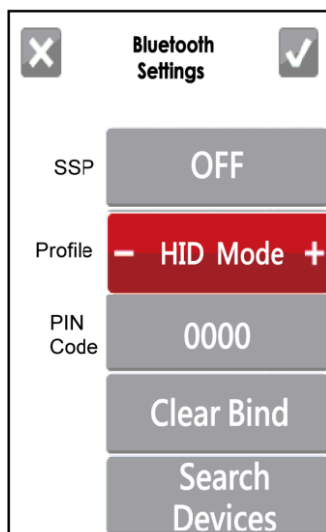 Bluetooth
Settings
SSP
OFF
Profile
- HID Mode +
PIN
Code
0000
Clear Bind
Search
Devices